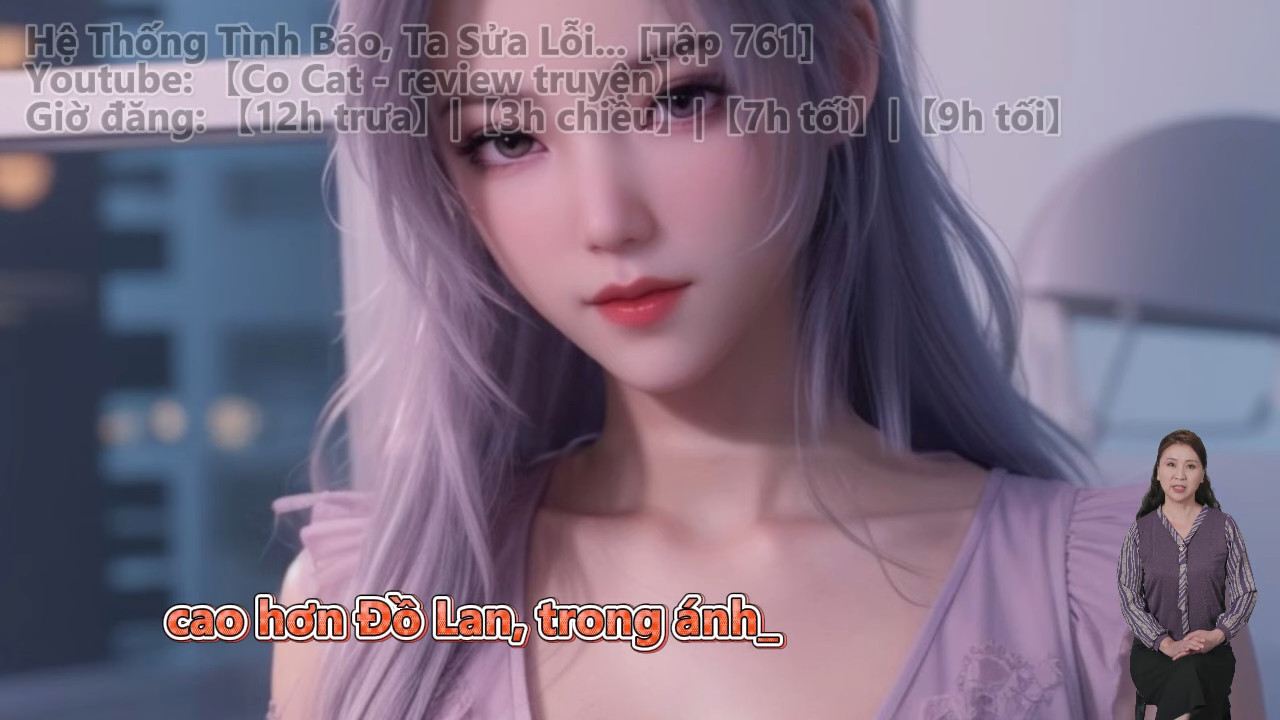 Hệ Thống Tình Báo, Ta Sửa Lỗi... [Tập 761]
Youtube: 【Co Cat - review truyện】
Giờ đăng: 【12h trưa】 | 【3h chiều】 | 【7h tối】 | 【9h tối】
cao hơn Đồ Lan, trong ánh_